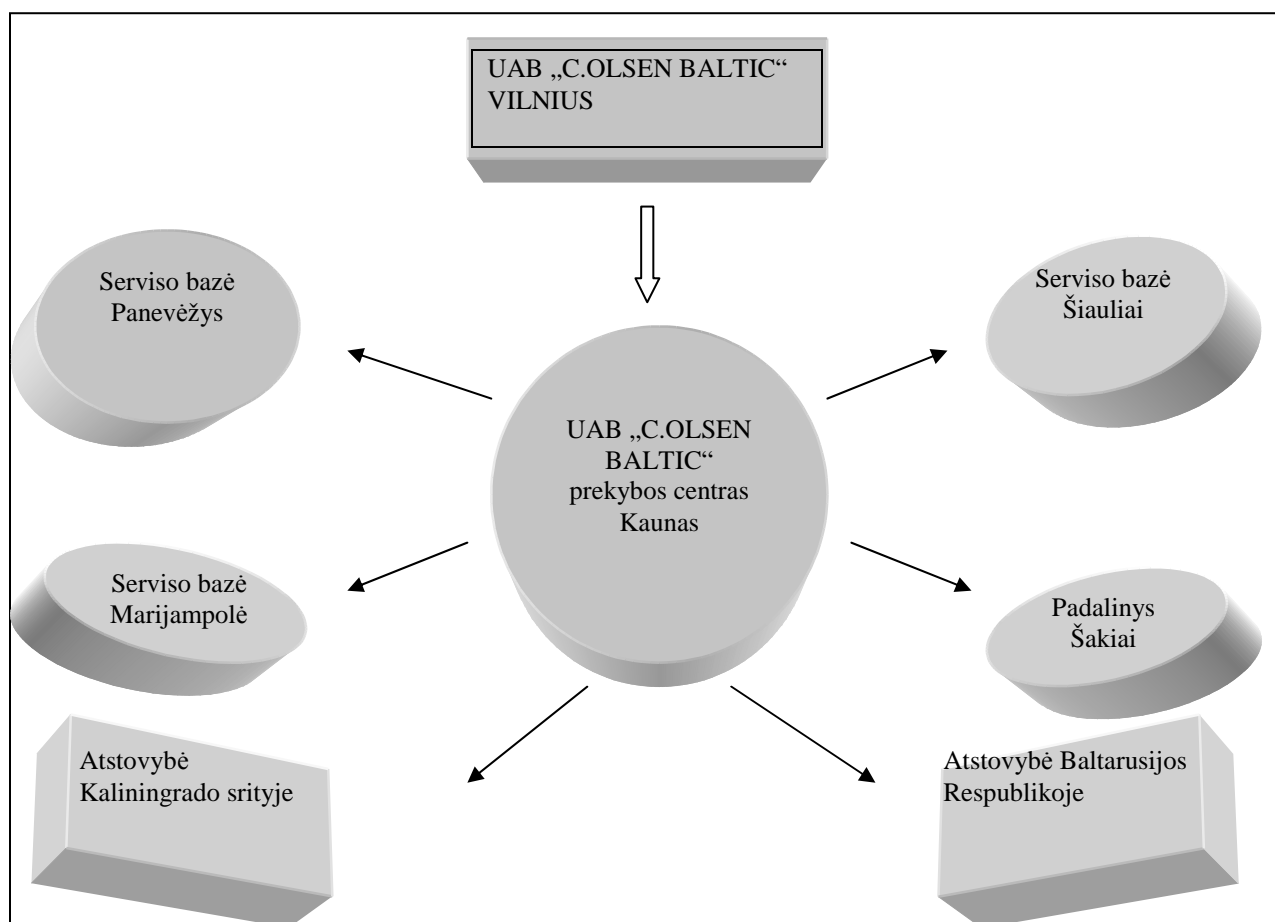 UAB „C.OLSEN BALTIC“
VILNIUS
Serviso bazė
Panevėžys
Serviso bazė
Šiauliai
UAB „C.OLSEN
BALTIC“
prekybos centras
Kaunas
Serviso bazė
Marijampolė
Padalinys
Šakiai
Atstovybė
Kaliningrado srityje
Atstovybė Baltarusijos
Respublikoje